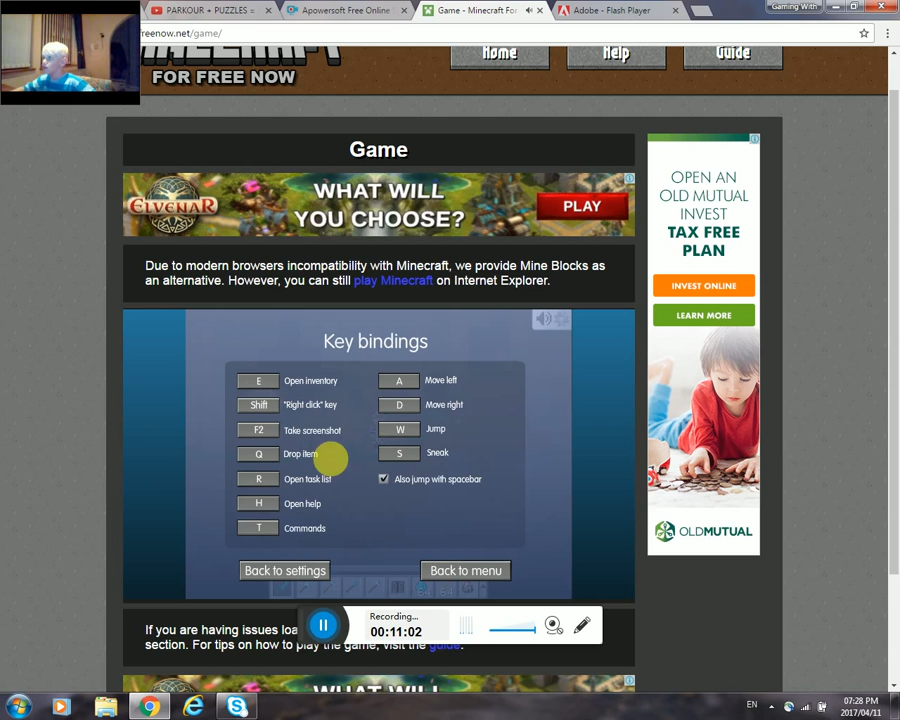 PARKOUR + PUZZLES =
Apowersoft Free Online
Game - Minecraft For
Adobe - Flash Player
Gaming With
freenow.net/game/
FOR FREE NOW
Home
Help
Guide
Game
ELVENAR
WHAT WILL
YOU CHOOSE?
PLAY
OPEN AN
OLD MUTUAL
INVEST
TAX FREE
PLAN
INVEST ONLINE
LEARN MORE
OLDMUTUAL
Due to modern browsers incompatibility with Minecraft, we provide Mine Blocks as
an alternative. However, you can still play Minecraft on Internet Explorer.
Key bindings
E Open inventory
Shift "Right click" key
F2 Take screenshot
Q Drop item
R Open task list
H Open help
T Commands
A Move left
D Move right
W Jump
S Sneak
Also jump with spacebar
Back to settings
Back to menu
Recording...
00:11:02
If you are having issues loa
section. For tips on how to play the game, visit the guide.
WHAT WILL
EN
07:28 PM
2017/04/11